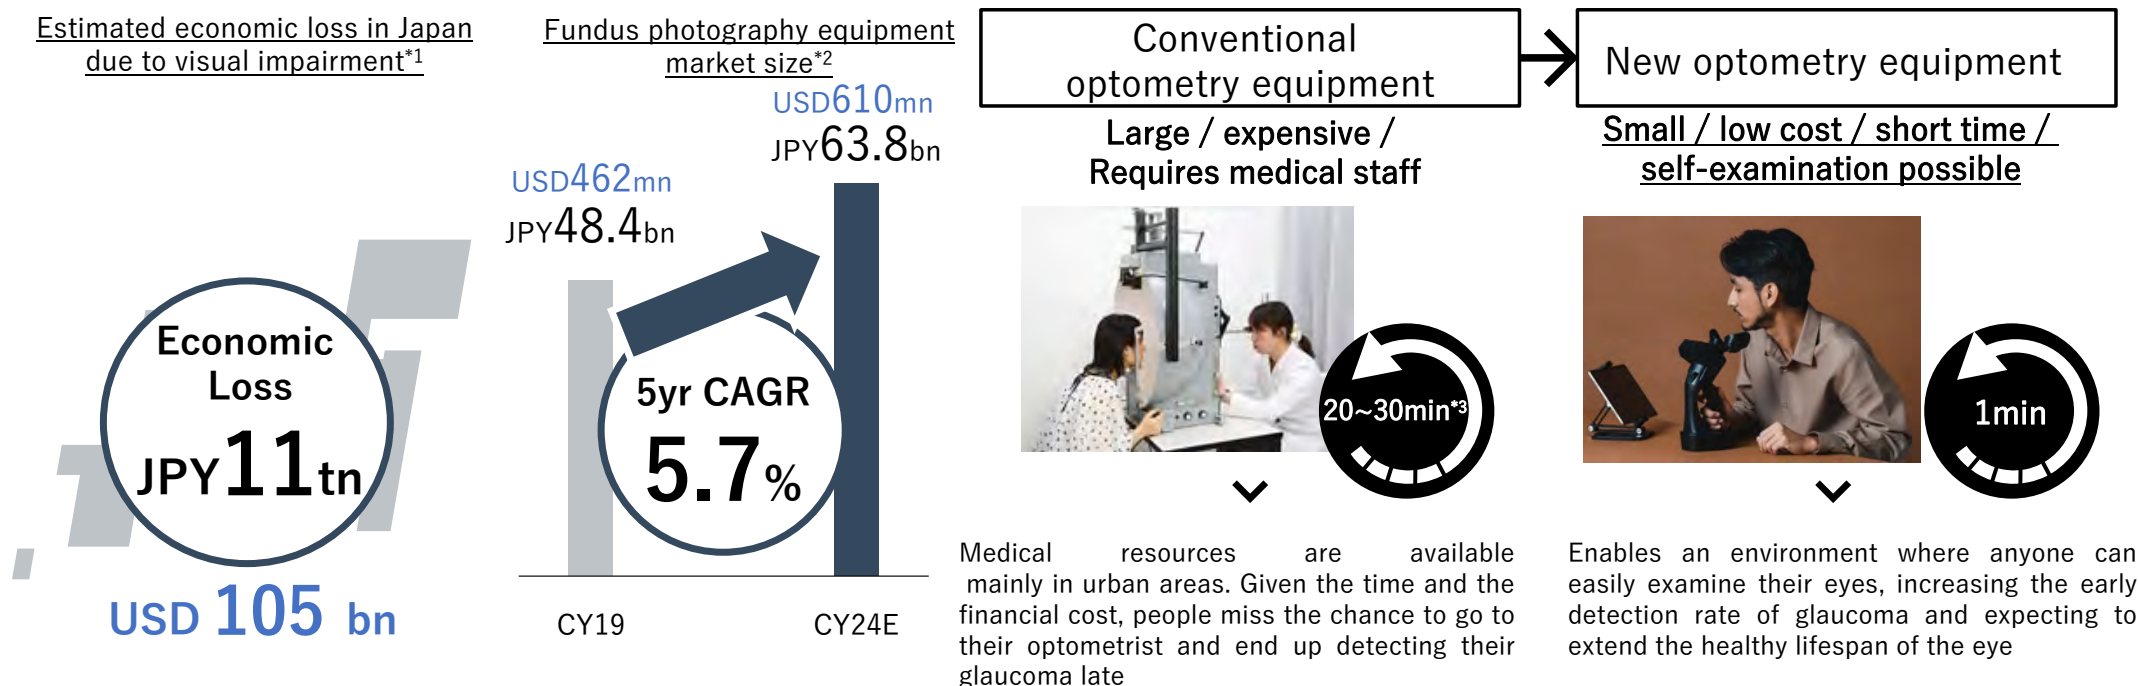 Estimated economic loss in Japan
due to visual impairment*1
Economic
Loss
JPY11tn
USD 105 bn
Fundus photography equipment
market size*2
USD610mn
JPY63.8bn
USD462mn
JPY48.4bn
5yr CAGR
5.7%
CY19
CY24E
Conventional
optometry equipment
Large / expensive /
Requires medical staff
20~30min*3
Medical resources are available
mainly in urban areas. Given the time and the
financial cost, people miss the chance to go to
their optometrist and end up detecting their
glaucoma late
New optometry equipment
Small / low cost / short time /
self-examination possible
1min
Enables an environment where anyone can
easily examine their eyes, increasing the early
detection rate of glaucoma and expecting to
extend the healthy lifespan of the eye